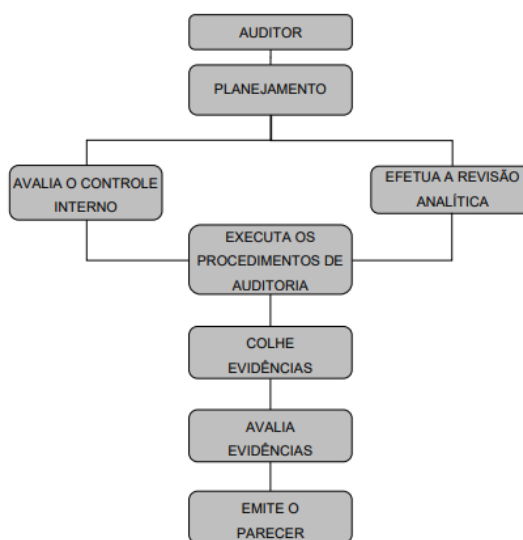 AUDITOR
PLANEJAMENTO
AVALIA O CONTROLE
INTERNO
EFETUA A REVISÃO
ANALÍTICA
EXECUTA OS
PROCEDIMENTOS DE
AUDITORIA
COLHE
EVIDÊNCIAS
AVALIA
EVIDÊNCIAS
EMITE O
PARECER